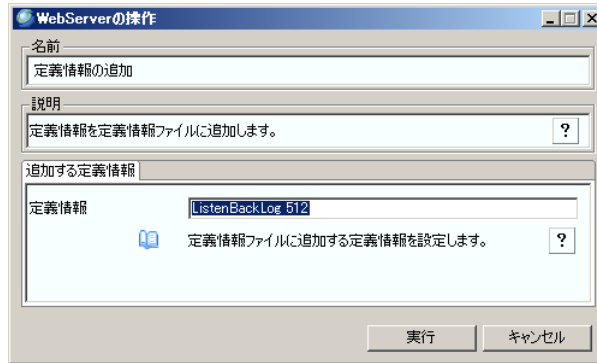 WebServerの操作
名前
定義情報の追加
説明
定義情報を定義情報ファイルに追加します。
?
追加する定義情報
定義情報
ListenBackLog 512
定義情報ファイルに追加する定義情報を設定します。
?
実行
キャンセル